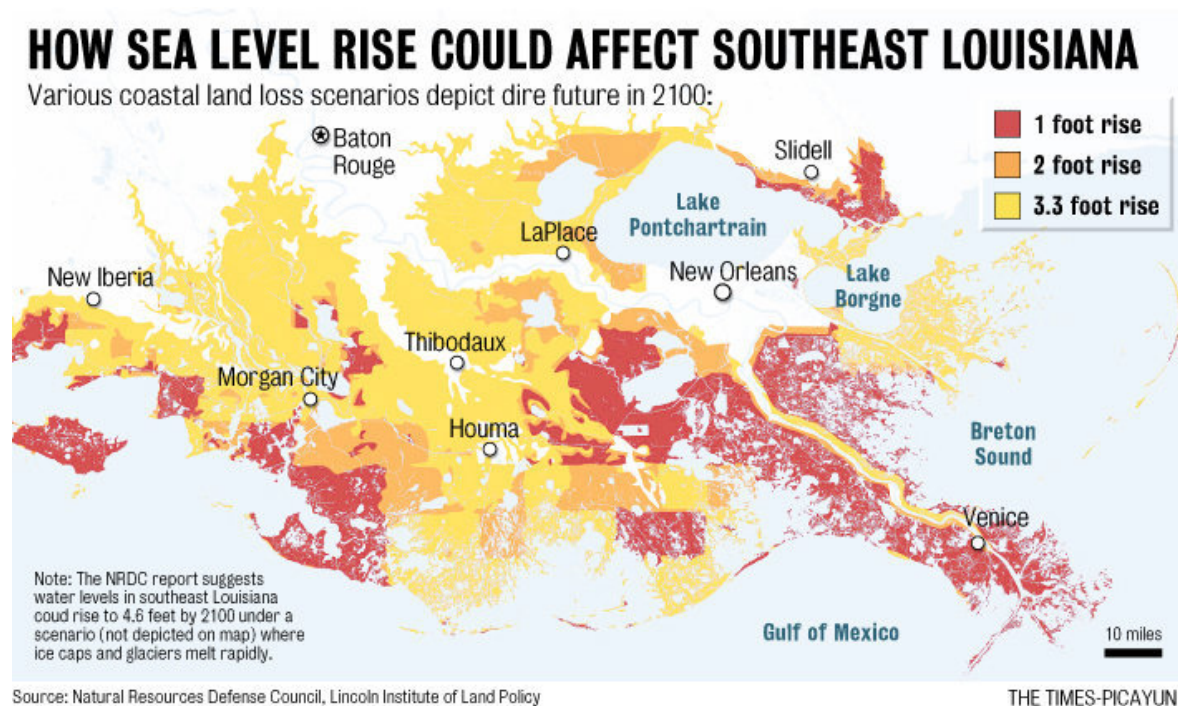 HOW SEA LEVEL RISE COULD AFFECT SOUTHEAST LOUISIANA
Various coastal land loss scenarios depict dire future in 2100:
1 foot rise
2 foot rise
3.3 foot rise
Baton
Rouge
Slidell
Lake
Pontchartrain
LaPlace
New Orleans
Lake
Borgne
New Iberia
Thibodaux
Morgan City
Houma
Breton
Sound
Venice
Gulf of Mexico
10 miles
Note: The NRDC report suggests
water levels in southeast Louisiana
coud rise to 4.6 feet by 2100 under a
scenario (not depicted on map) where
ice caps and glaciers melt rapidly.
Source: Natural Resources Defense Council, Lincoln Institute of Land Policy
THE TIMES-PICAYUN